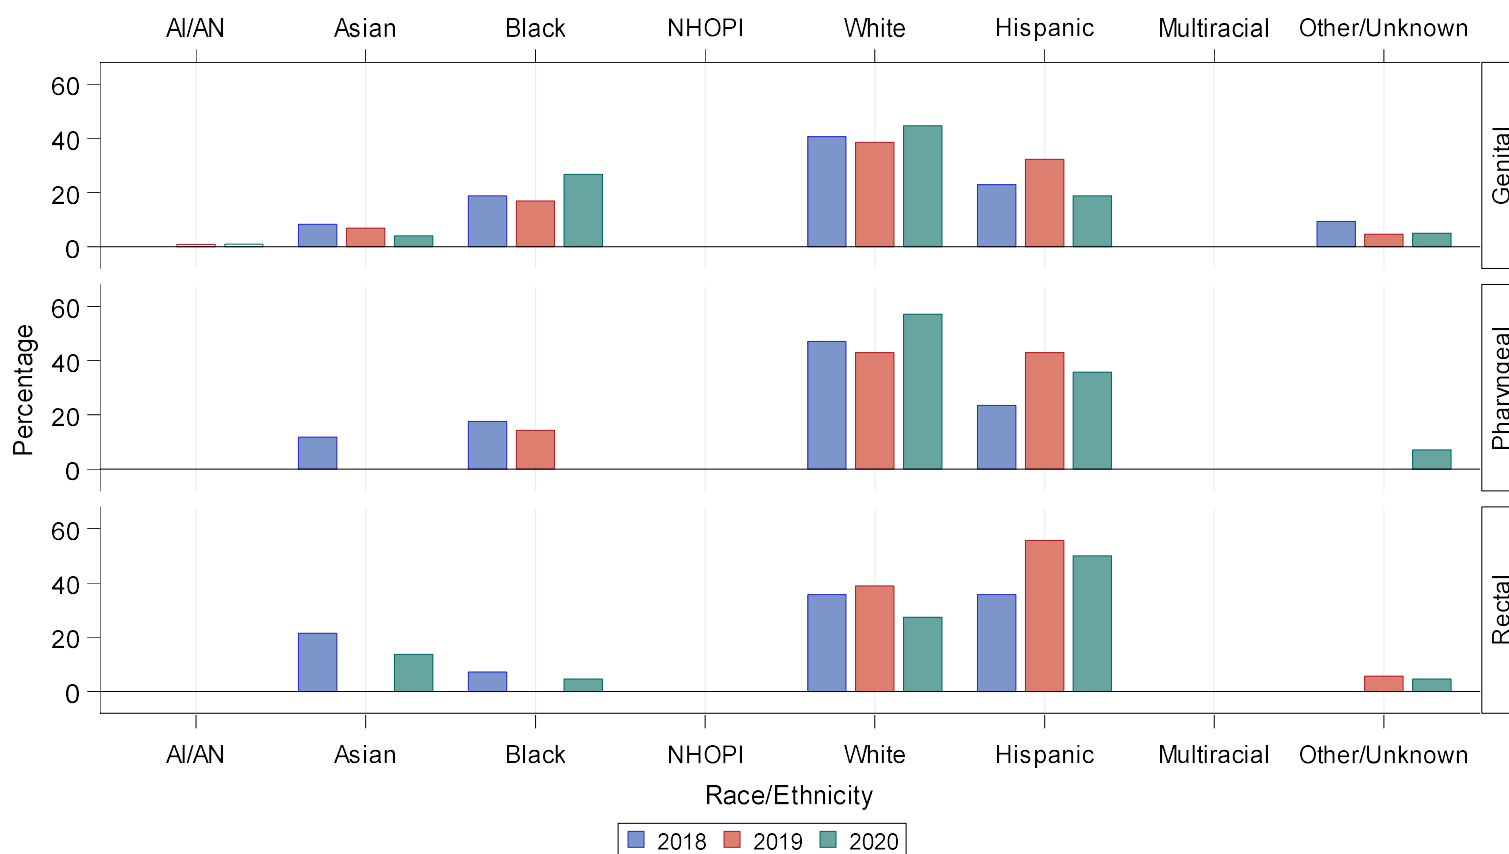 AI/AN Asian Black NHOPI White Hispanic Multiracial Other/Unknown
60
40
20
0
Genital
60
40
20
0
Pharyngeal
60
40
20
0
Rectal
Percentage
AI/AN Asian Black NHOPI White Hispanic Multiracial Other/Unknown
Race/Ethnicity
2018 2019 2020